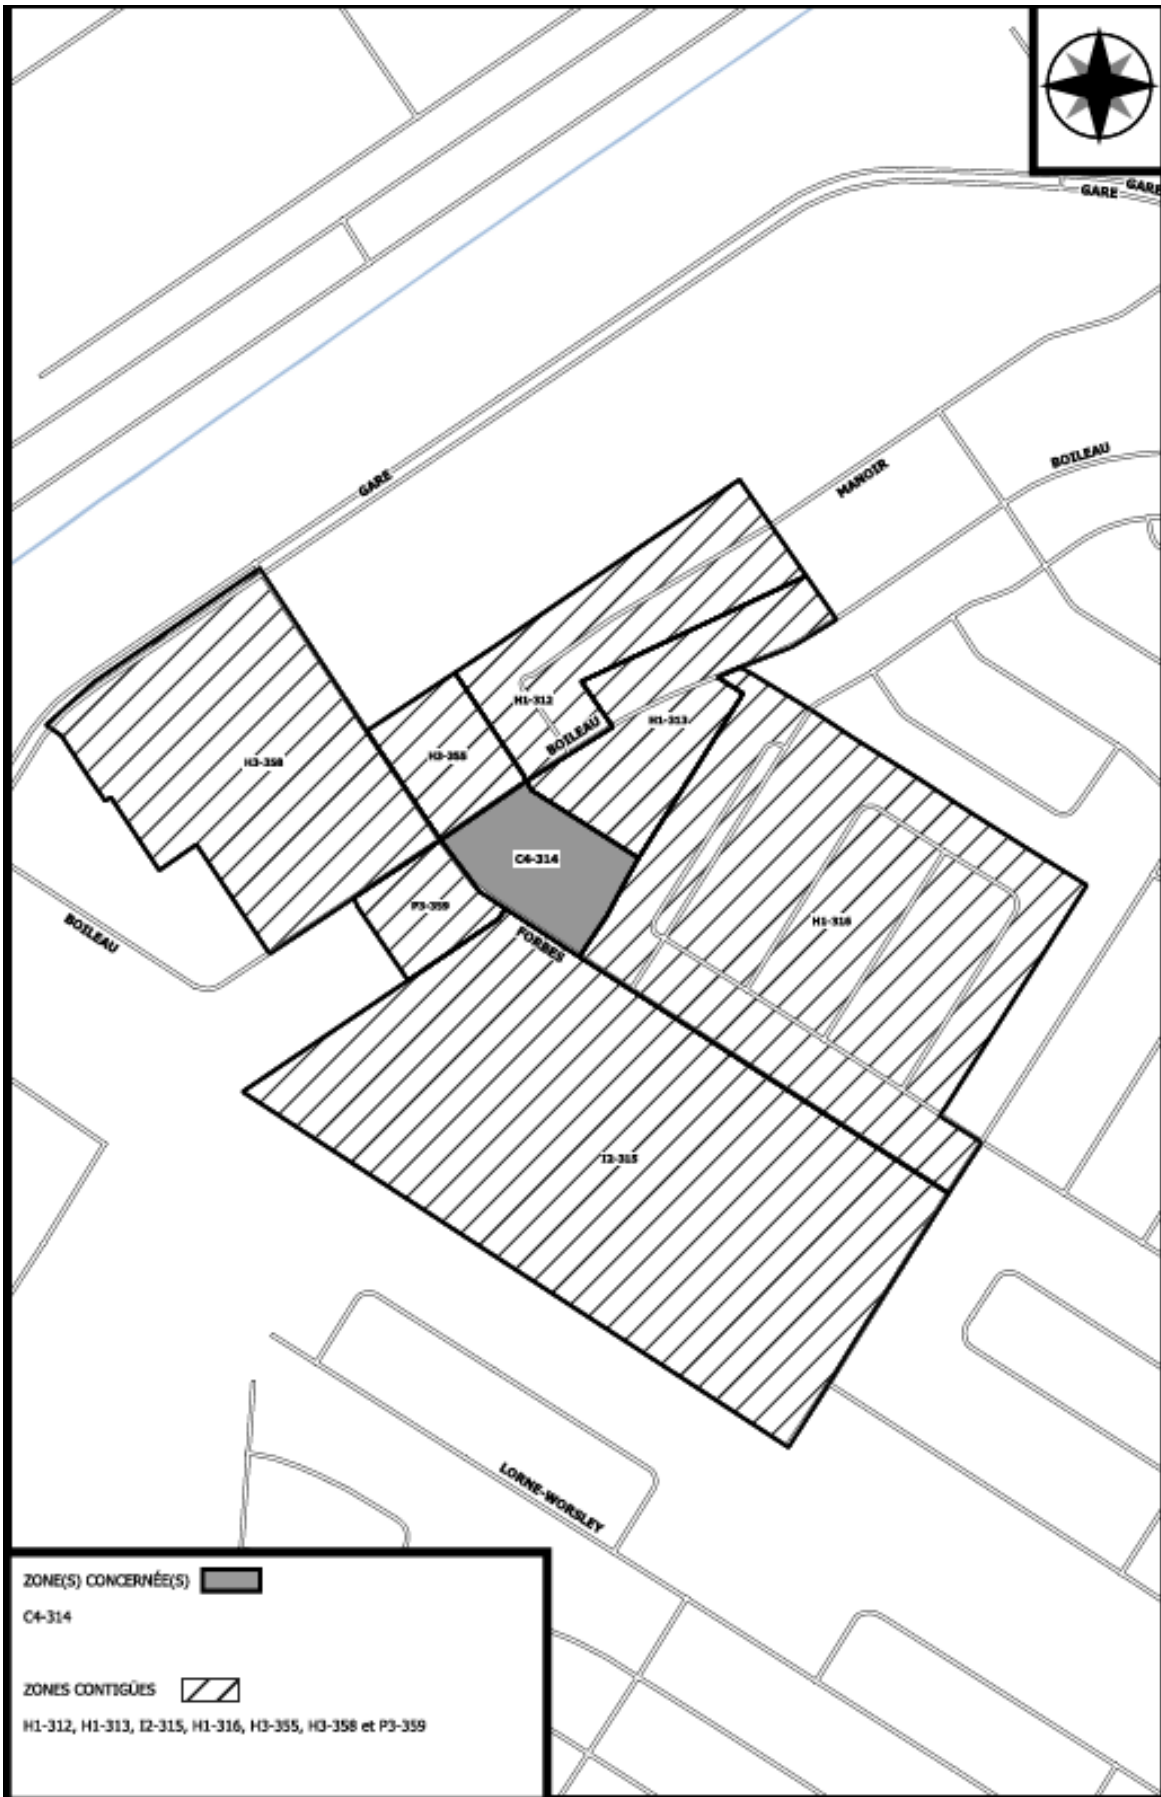 GARE
GARE
BOILEAU
MANOIR
GARE
H1-312
H1-313
BOILEAU
H3-355
H3-358
C4-314
P3-359
H1-316
BOILEAU
FORBES
I2-315
LORNE-WORSLEY
ZONE(S) CONCERNÉE(S)
C4-314
ZONES CONTIGÜES
H1-312, H1-313, I2-315, H1-316, H3-355, H3-358 et P3-359